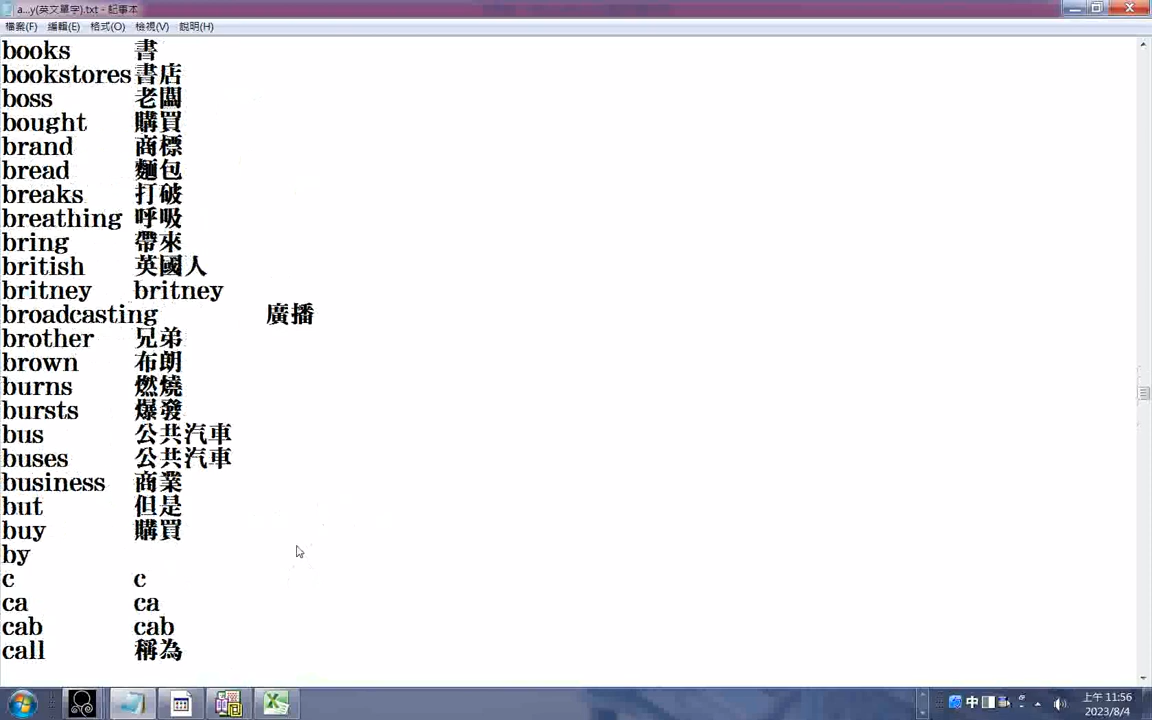 a...y(英文單字).txt - 記事本
檔案(F) 編輯(E) 格式(O) 檢視(V) 說明(H)
books 書
bookstores 書店
boss 老闆
bought 購買
brand 商標
bread 麵包
breaks 打破
breathing 呼吸
bring 帶來
british 英國人
britney britney
broadcasting 廣播
brother 兄弟
brown 布朗
burns 燃燒
bursts 爆發
bus 公共汽車
buses 公共汽車
business 商業
but 但是
buy 購買
by
c c
ca ca
cab cab
call 稱為
中
上午 11:56
2023/8/4